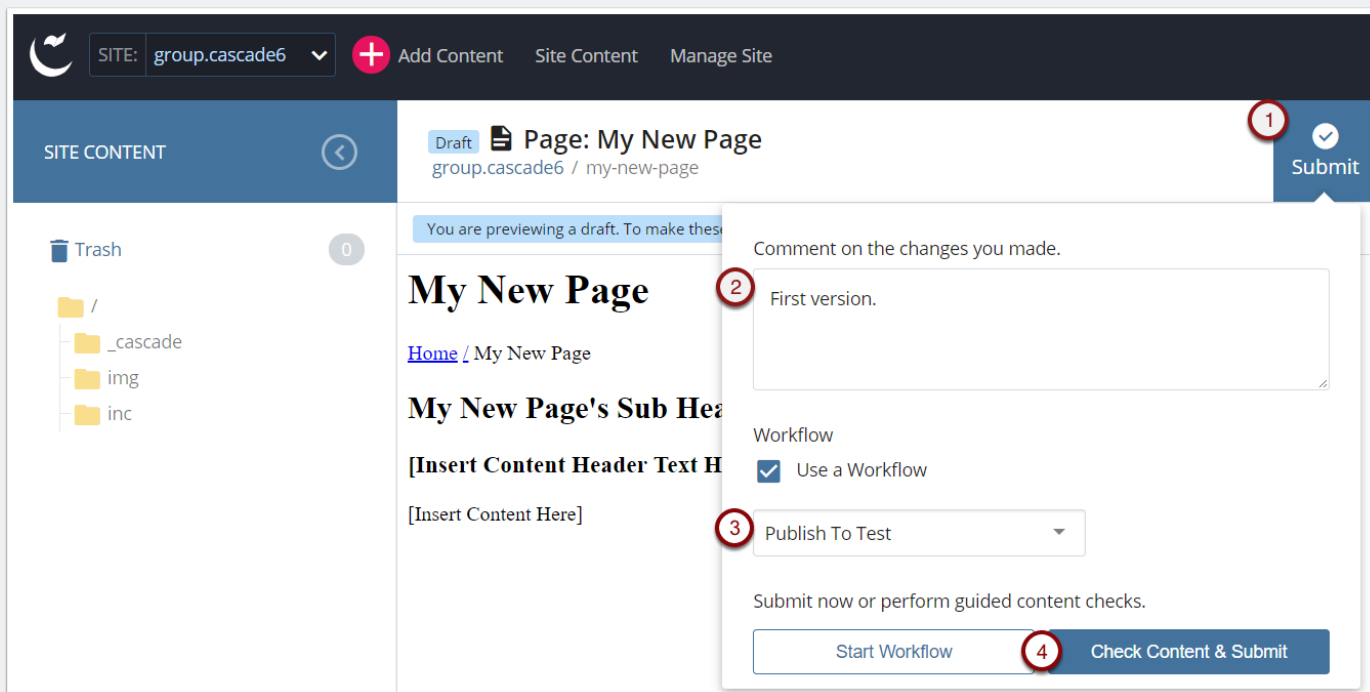 SITE: group.cascade6 Add Content Site Content Manage Site
SITE CONTENT
Draft Page: My New Page
group.cascade6 / my-new-page
1
Submit
Trash 0
/
_cascade
img
inc
You are previewing a draft. To make these
My New Page
Home / My New Page
My New Page's Sub Hea
[Insert Content Header Text H
[Insert Content Here]
Comment on the changes you made.
2
First version.
Workflow
Use a Workflow
3
Publish To Test
Submit now or perform guided content checks.
Start Workflow
4
Check Content & Submit